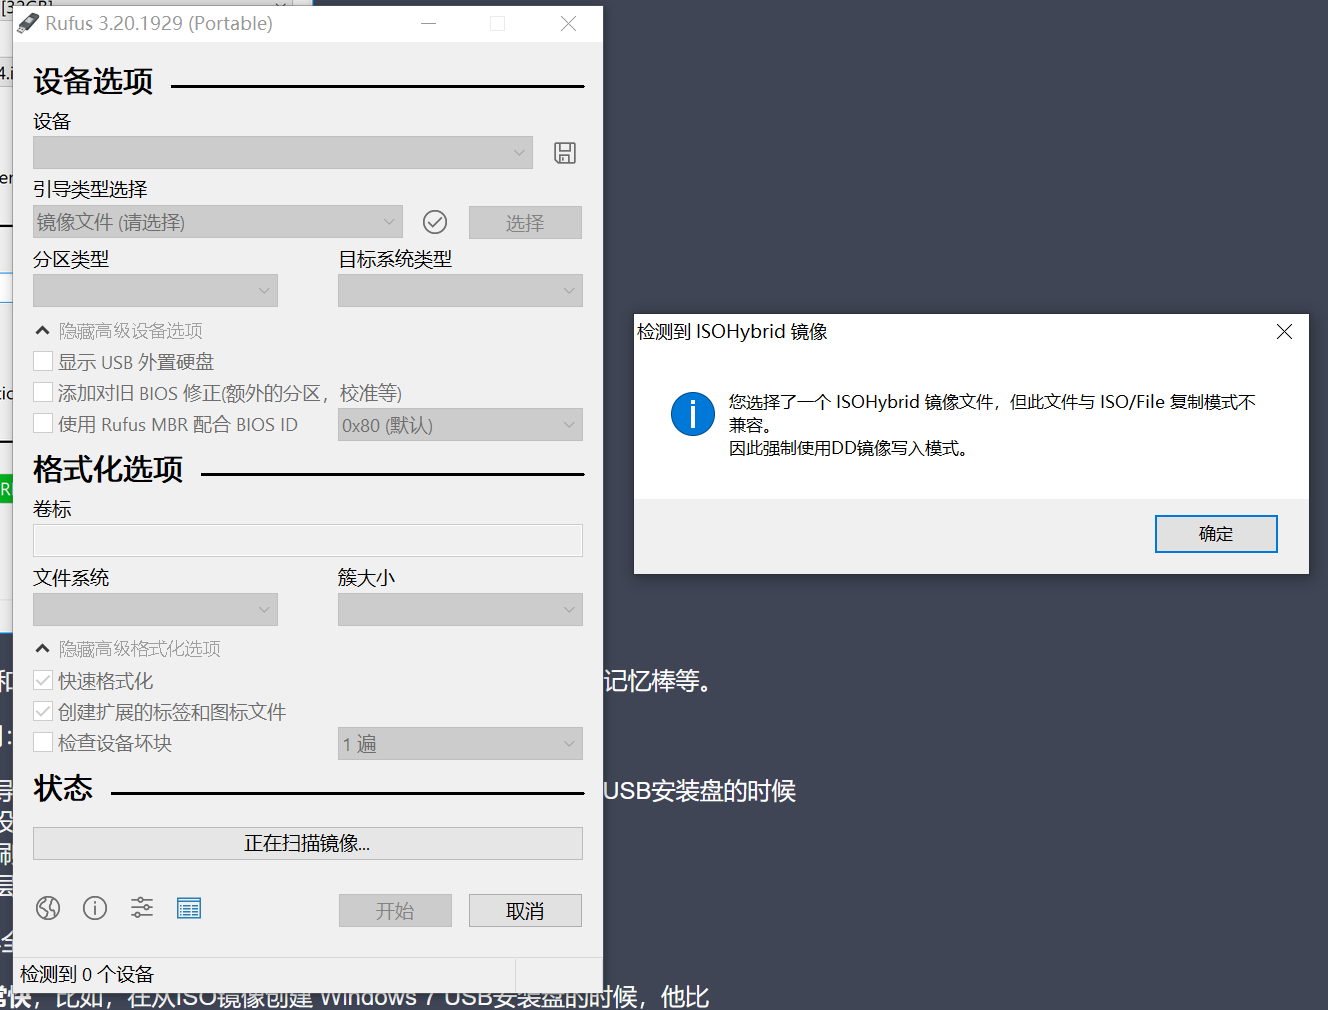 [32GB]
Rufus 3.20.1929 (Portable)
设备选项
设备
引导类型选择
镜像文件 (请选择)
选择
分区类型
目标系统类型
隐藏高级设备选项
显示 USB 外置硬盘
添加对旧 BIOS 修正(额外的分区，校准等)
使用 Rufus MBR 配合 BIOS ID
0x80 (默认)
格式化选项
卷标
文件系统
簇大小
隐藏高级格式化选项
快速格式化
创建扩展的标签和图标文件
检查设备坏块
1 遍
状态
正在扫描镜像...
开始
取消
检测到 0 个设备
检测到 ISOHybrid 镜像
您选择了一个 ISOHybrid 镜像文件，但此文件与 ISO/File 复制模式不
兼容。
因此强制使用DD镜像写入模式。
确定
记忆棒等。
USB安装盘的时候
常快，比如，在从ISO镜像创建 Windows 7 USB安装盘的时候，他比